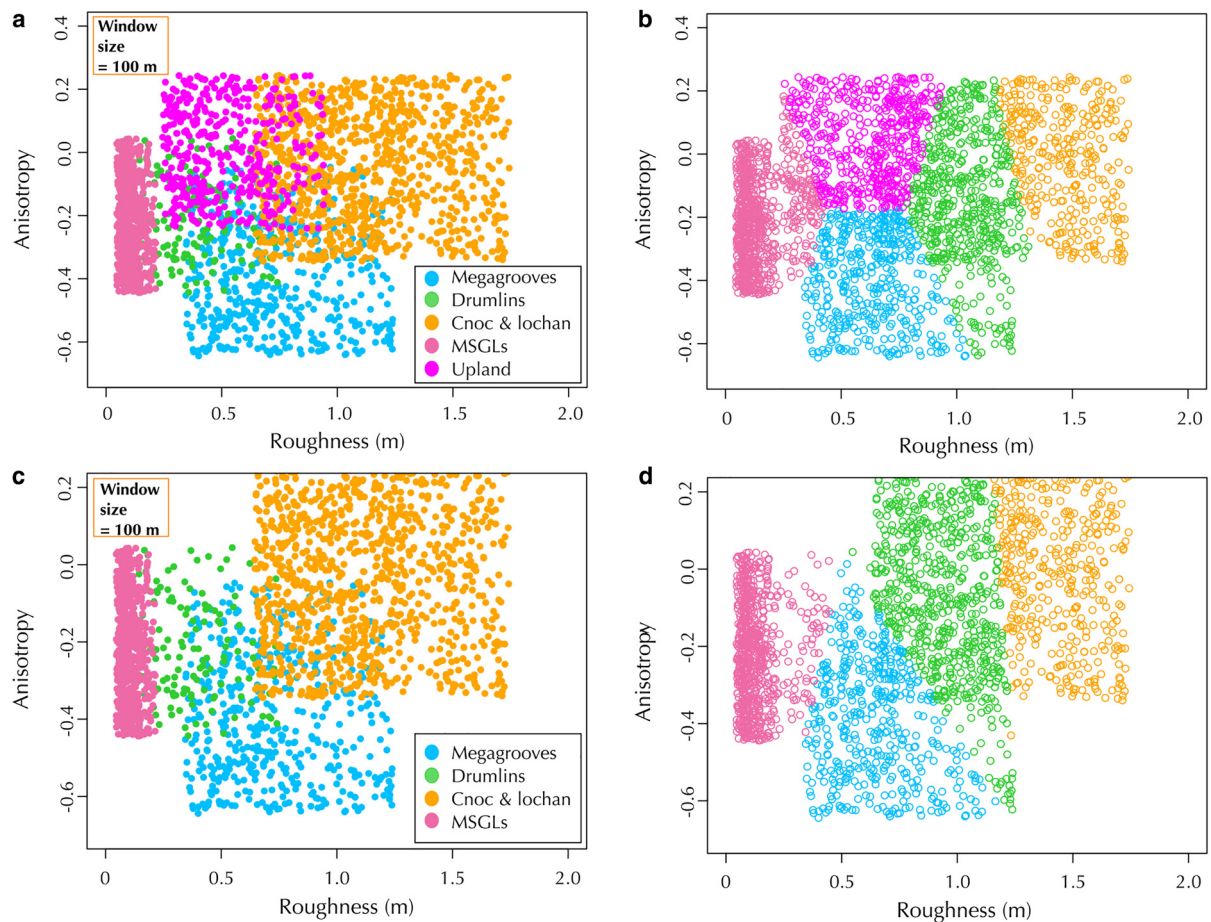 a
Window
size
= 100 m
0.4
0.2
0.0
-0.2
-0.4
-0.6
Anisotropy
Megagrooves
Drumlins
Cnoc & lochan
MSGLs
Upland
0
0.5
1.0
1.5
2.0
Roughness (m)
b
0.4
0.2
0.0
-0.2
-0.4
-0.6
Anisotropy
0
0.5
1.0
1.5
2.0
Roughness (m)
c
Window
size
= 100 m
0.2
0.0
-0.2
-0.4
-0.6
Anisotropy
Megagrooves
Drumlins
Cnoc & lochan
MSGLs
0
0.5
1.0
1.5
2.0
Roughness (m)
d
0.2
0.0
-0.2
-0.4
-0.6
Anisotropy
0
0.5
1.0
1.5
2.0
Roughness (m)